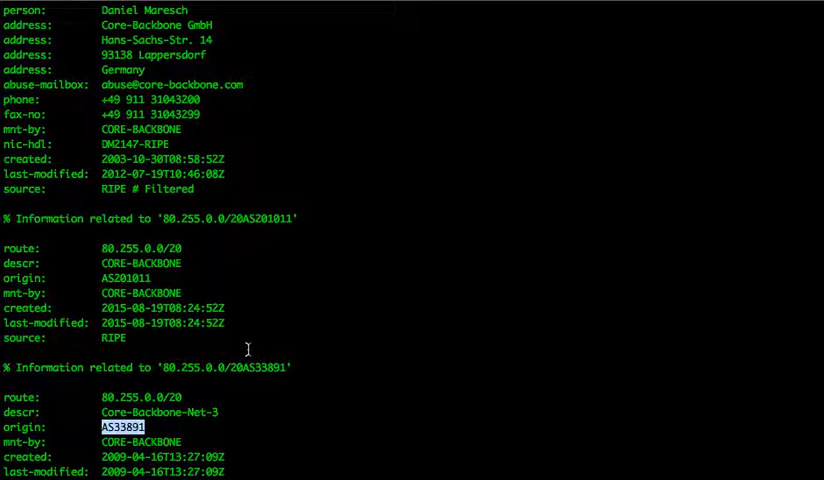 person: Daniel Maresch
address: Core-Backbone GmbH
address: Hans-Sachs-Str. 14
address: 93138 Lappersdorf
address: Germany
abuse-mailbox: abuse@core-backbone.com
phone: +49 911 31043200
fax-no: +49 911 31043299
mnt-by: CORE-BACKBONE
nic-hdl: DM2147-RIPE
created: 2003-10-30T08:58:52Z
last-modified: 2012-07-19T10:46:08Z
source: RIPE # Filtered
% Information related to '80.255.0.0/20AS201011'
route: 80.255.0.0/20
descr: CORE-BACKBONE
origin: AS201011
mnt-by: CORE-BACKBONE
created: 2015-08-19T08:24:52Z
last-modified: 2015-08-19T08:24:52Z
source: RIPE
% Information related to '80.255.0.0/20AS33891'
route: 80.255.0.0/20
descr: Core-Backbone-Net-3
origin: AS33891
mnt-by: CORE-BACKBONE
created: 2009-04-16T13:27:09Z
last-modified: 2009-04-16T13:27:09Z